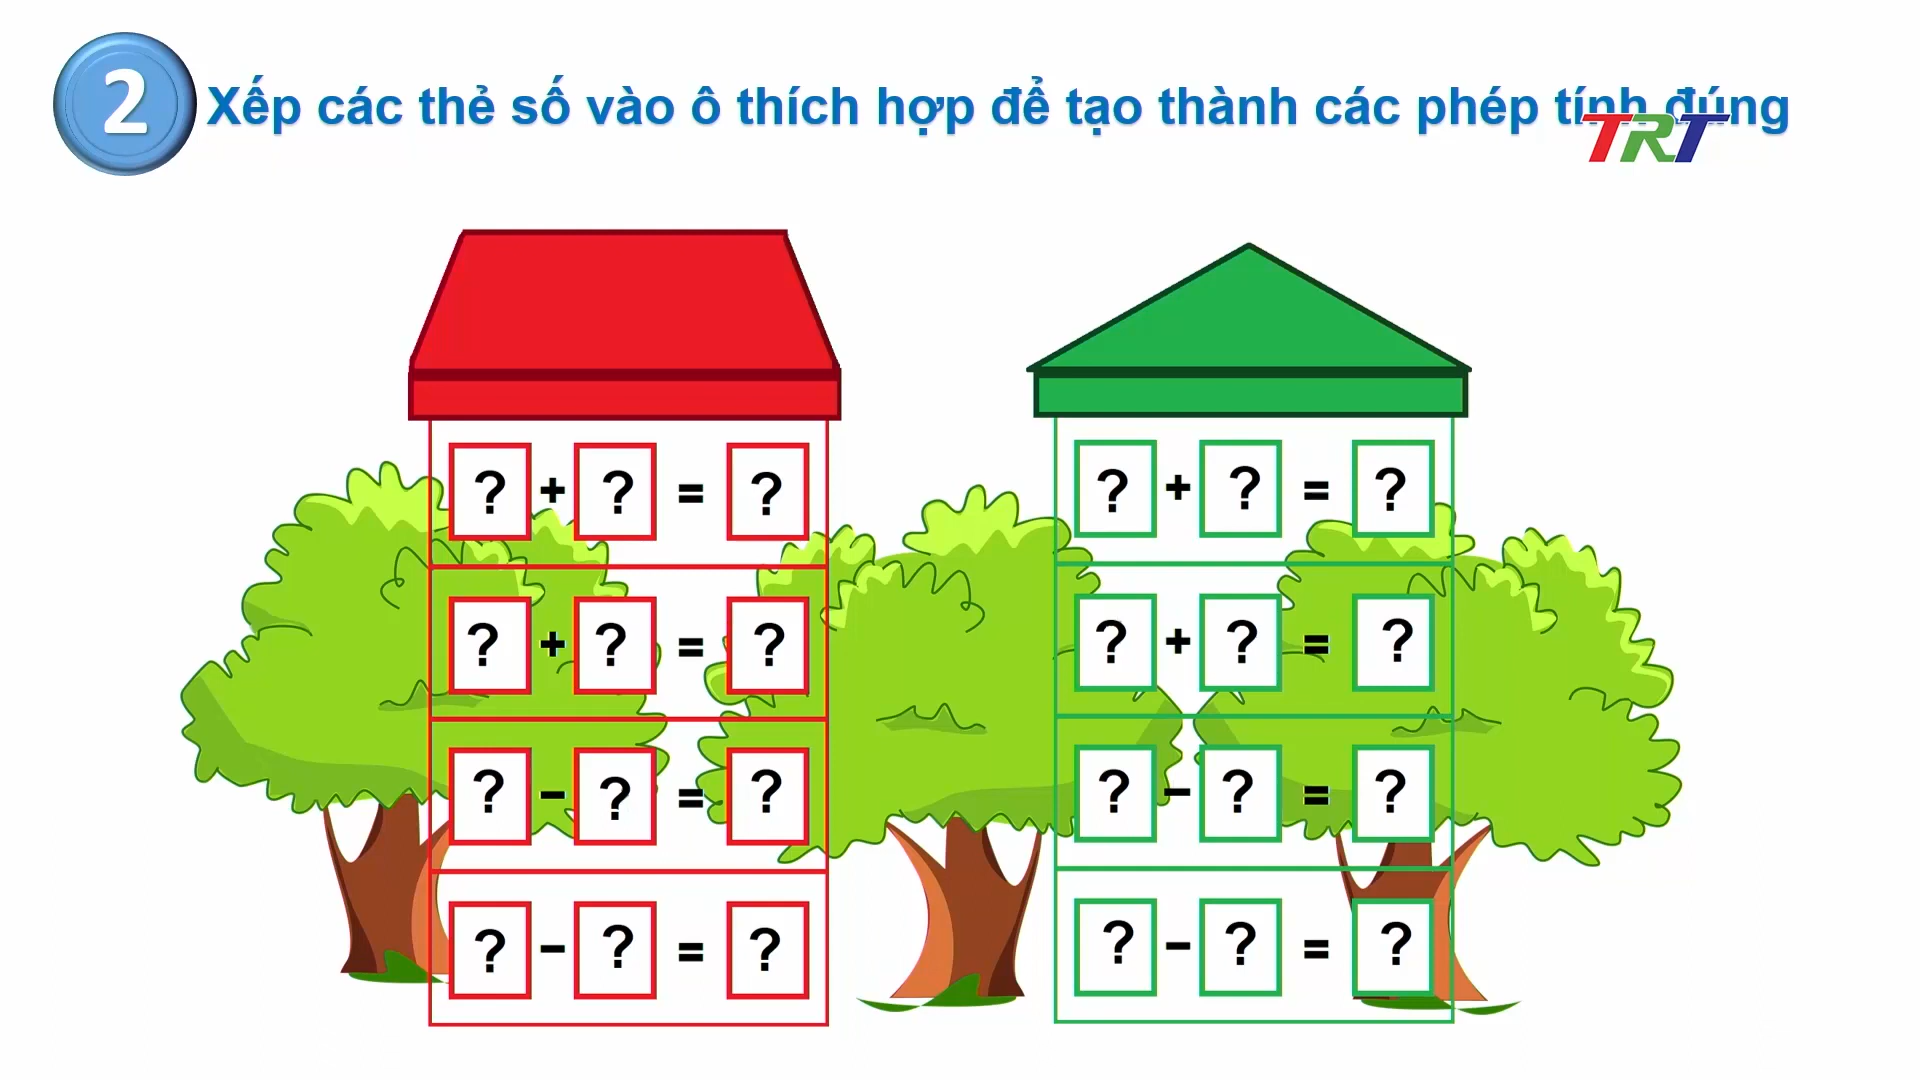 2
Xếp các thẻ số vào ô thích hợp để tạo thành các phép tính đúng
TRT
? + ? = ?
? + ? = ?
? - ? = ?
? - ? = ?
? + ? = ?
? + ? = ?
? - ? = ?
? - ? = ?